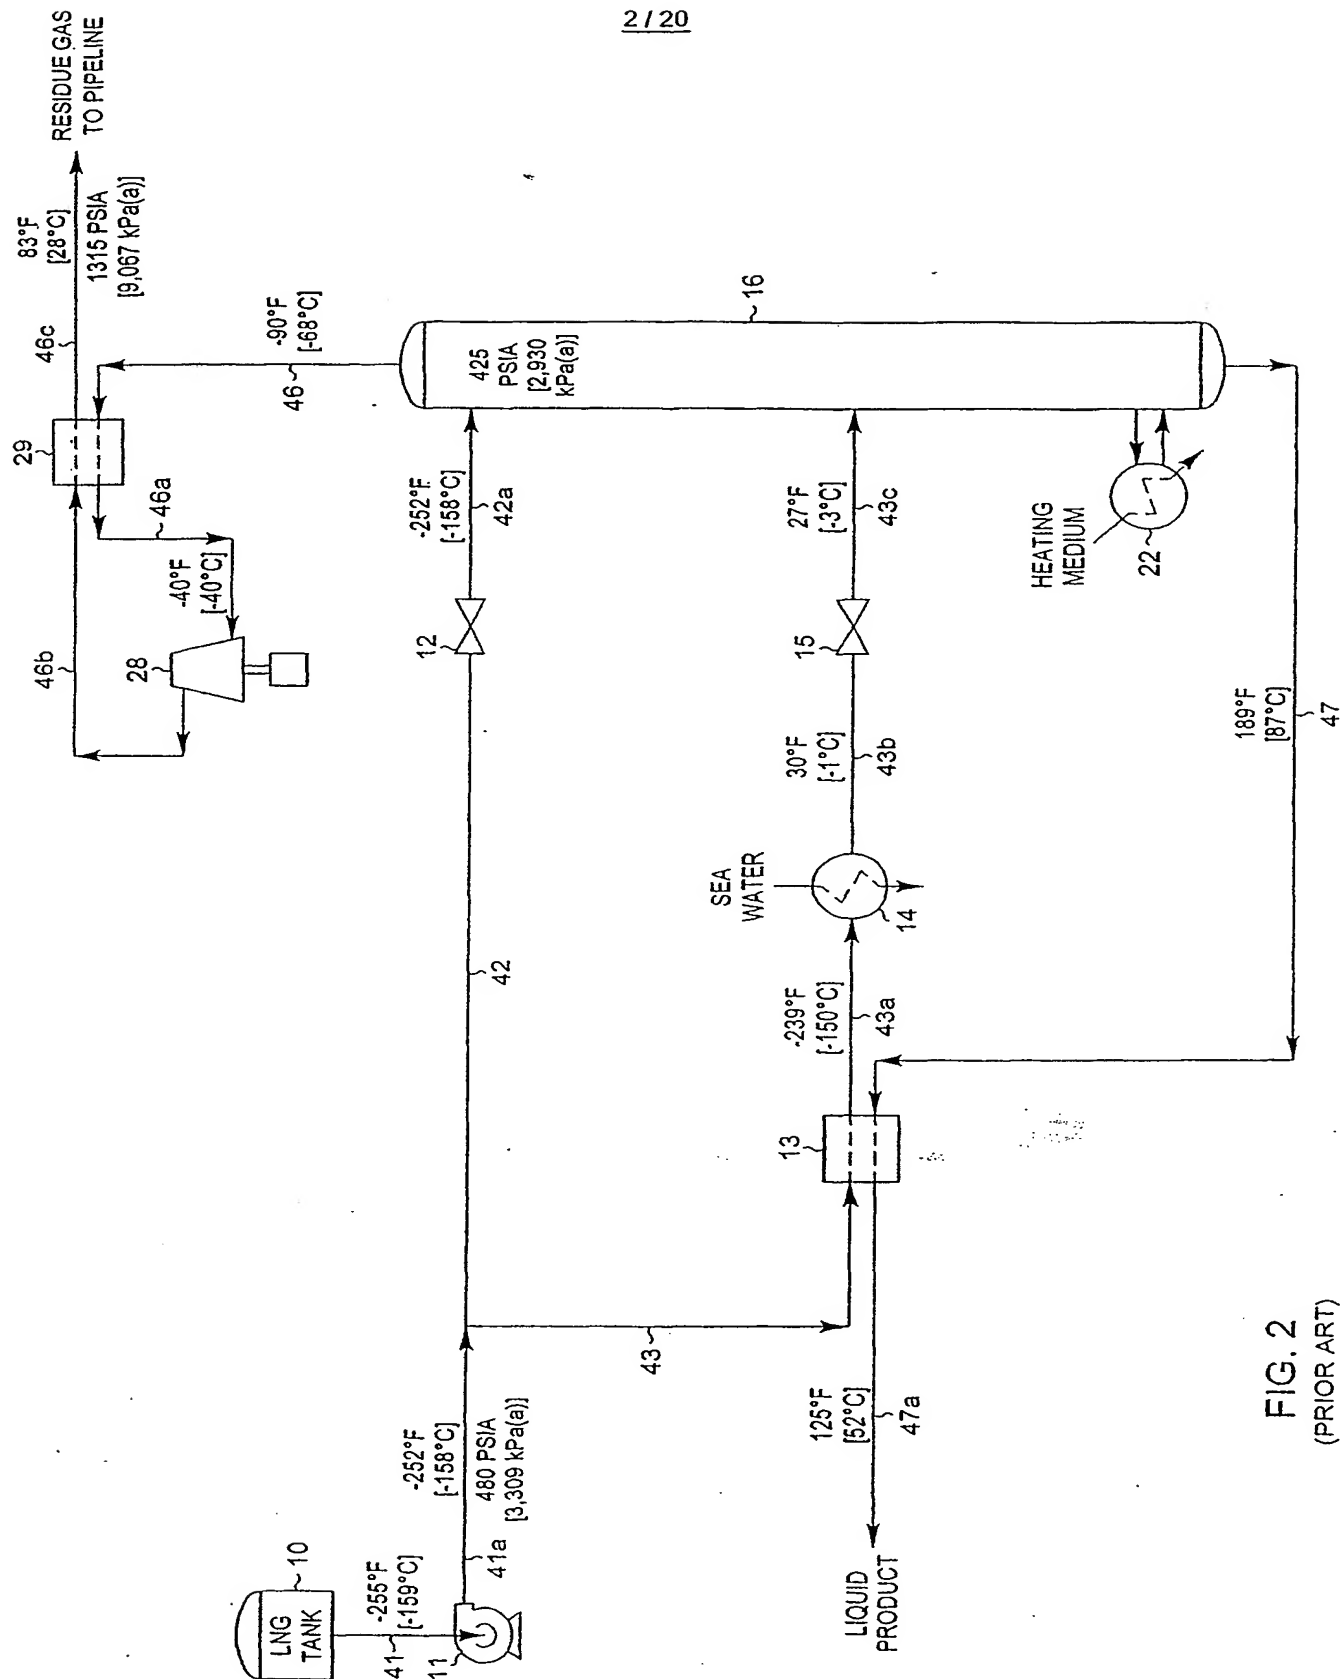 2 / 20
RESIDUE GAS
TO PIPELINE
83°F
[28°C]
1315 PSIA
[9,067 kPa(a)]
46c
29
46a
-40°F
[-40°C]
46b
28
-90°F
[-68°C]
46
16
425
PSIA
[2,930
kPa(a)]
-252°F
[-158°C]
42a
12
42
27°F
[-3°C]
43c
15
30°F
[-1°C]
43b
SEA
WATER
14
-239°F
[-150°C]
43a
13
HEATING
MEDIUM
22
189°F
[87°C]
47
43
125°F
[52°C]
47a
LIQUID
PRODUCT
-252°F
[-158°C]
480 PSIA
[3,309 kPa(a)]
41a
10
LNG
TANK
-255°F
[-159°C]
41
11
FIG. 2
(PRIOR ART)